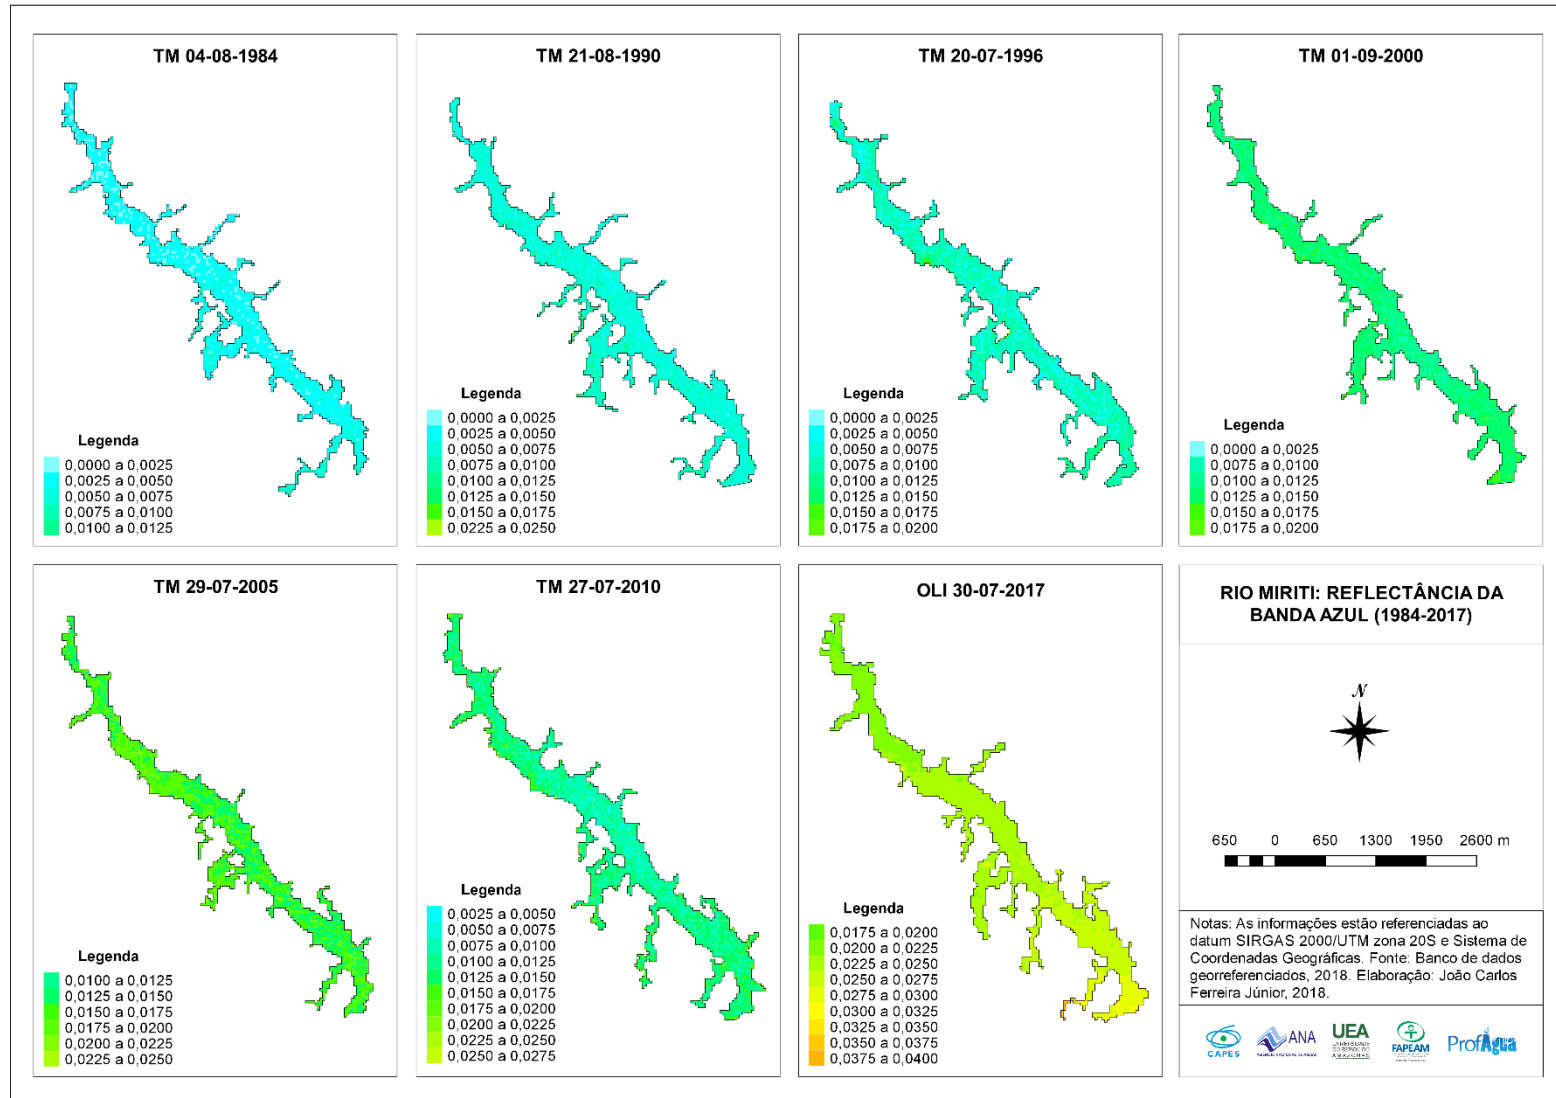 TM 04-08-1984
Legenda
0,0000 a 0,0025
0,0025 a 0,0050
0,0050 a 0,0075
0,0075 a 0,0100
0,0100 a 0,0125
TM 21-08-1990
Legenda
0,0000 a 0,0025
0,0025 a 0,0050
0,0050 a 0,0075
0,0075 a 0,0100
0,0100 a 0,0125
0,0125 a 0,0150
0,0150 a 0,0175
0,0225 a 0,0250
TM 20-07-1996
Legenda
0,0000 a 0,0025
0,0025 a 0,0050
0,0050 a 0,0075
0,0075 a 0,0100
0,0100 a 0,0125
0,0125 a 0,0150
0,0150 a 0,0175
0,0175 a 0,0200
TM 01-09-2000
Legenda
0,0000 a 0,0025
0,0075 a 0,0100
0,0100 a 0,0125
0,0125 a 0,0150
0,0150 a 0,0175
0,0175 a 0,0200
TM 29-07-2005
Legenda
0,0100 a 0,0125
0,0125 a 0,0150
0,0150 a 0,0175
0,0175 a 0,0200
0,0200 a 0,0225
0,0225 a 0,0250
TM 27-07-2010
Legenda
0,0025 a 0,0050
0,0050 a 0,0075
0,0075 a 0,0100
0,0100 a 0,0125
0,0125 a 0,0150
0,0150 a 0,0175
0,0175 a 0,0200
0,0200 a 0,0225
0,0225 a 0,0250
0,0250 a 0,0275
OLI 30-07-2017
Legenda
0,0175 a 0,0200
0,0200 a 0,0225
0,0225 a 0,0250
0,0250 a 0,0275
0,0275 a 0,0300
0,0300 a 0,0325
0,0325 a 0,0350
0,0350 a 0,0375
0,0375 a 0,0400
RIO MIRITI: REFLECTÂNCIA DA
BANDA AZUL (1984-2017)
N
650 0 650 1300 1950 2600 m
Notas: As informações estão referenciadas ao
datum SIRGAS 2000/UTM zona 20S e Sistema de
Coordenadas Geográficas. Fonte: Banco de dados
georreferenciados, 2018. Elaboração: João Carlos
Ferreira Júnior, 2018.
CAPES
ANA
UEA
UNIVERSIDADE
DO ESTADO DO
AMAZONAS
FAPEAM
ProfÁgua